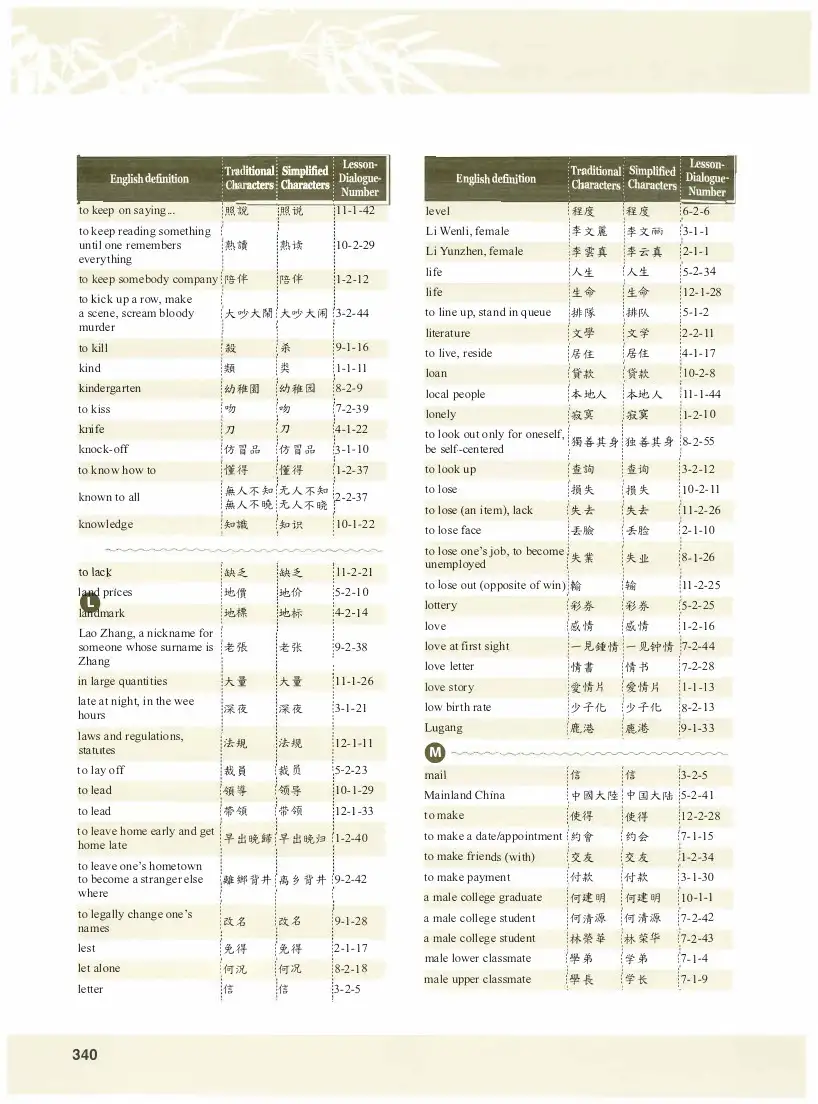 English definition Traditional Characters Simplified Characters Lesson-Dialogue-Number
to keep on saying... 照說 照说 11-1-42
to keep reading something
until one remembers 熟讀 熟读 10-2-29
everything
to keep somebody company 陪伴 陪伴 1-2-12
to kick up a row, make
a scene, scream bloody 大吵大鬧 大吵大闹 3-2-44
murder
to kill 殺 杀 9-1-16
kind 類 类 1-1-11
kindergarten 幼稚園 幼稚园 8-2-9
to kiss 吻 吻 7-2-39
knife 刀 刀 4-1-22
knock-off 仿冒品 仿冒品 3-1-10
to know how to 懂得 懂得 1-2-37
known to all 無人不知 无人不知 2-2-37
無人不曉 无人不晓
knowledge 知識 知识 10-1-22
L
to lack 缺乏 缺乏 11-2-21
land prices 地價 地价 5-2-10
landmark 地標 地标 4-2-14
Lao Zhang, a nickname for
someone whose surname is 老張 老张 9-2-38
Zhang
in large quantities 大量 大量 11-1-26
late at night, in the wee
hours 深夜 深夜 3-1-21
laws and regulations,
statutes 法規 法规 12-1-11
to lay off 裁員 裁员 5-2-23
to lead 領導 领导 10-1-29
to lead 帶領 带领 12-1-33
to leave home early and get
home late 早出晚歸 早出晚归 1-2-40
to leave one's hometown
to become a stranger else 離鄉背井 离乡背井 9-2-42
where
to legally change one's
names 改名 改名 9-1-28
lest 免得 免得 2-1-17
let alone 何況 何况 8-2-18
letter 信 信 3-2-5
English definition Traditional Characters Simplified Characters Lesson-Dialogue-Number
level 程度 程度 6-2-6
Li Wenli, female 李文麗 李文丽 3-1-1
Li Yunzhen, female 李雲真 李云真 2-1-1
life 人生 人生 5-2-34
life 生命 生命 12-1-28
to line up, stand in queue 排隊 排队 5-1-2
literature 文學 文学 2-2-11
to live, reside 居住 居住 4-1-17
loan 貸款 貸款 10-2-8
local people 本地人 本地人 11-1-44
lonely 寂寞 寂寞 1-2-10
to look out only for oneself,
be self-centered 獨善其身 独善其身 8-2-55
to look up 查詢 查询 3-2-12
to lose 損失 损失 10-2-11
to lose (an item), lack 失去 失去 11-2-26
to lose face 丟臉 丢脸 2-1-10
to lose one's job, to become
unemployed 失業 失业 8-1-26
to lose out (opposite of win) 輸 输 11-2-25
lottery 彩券 彩券 5-2-25
love 感情 感情 1-2-16
love at first sight 一見鍾情 一见钟情 7-2-44
love letter 情書 情书 7-2-28
love story 愛情片 愛情片 1-1-13
low birth rate 少子化 少子化 8-2-13
Lugang 鹿港 鹿港 9-1-33
M
mail 信 信 3-2-5
Mainland China 中國大陸 中国大陆 5-2-41
to make 使得 使得 12-2-28
to make a date/appointment 約會 约会 7-1-15
to make friends (with) 交友 交友 1-2-34
to make payment 付款 付款 3-1-30
a male college graduate 何建明 何建明 10-1-1
a male college student 何清源 何清源 7-2-42
a male college student 林榮華 林荣华 7-2-43
male lower classmate 學弟 学弟 7-1-4
male upper classmate 學長 学长 7-1-9
340